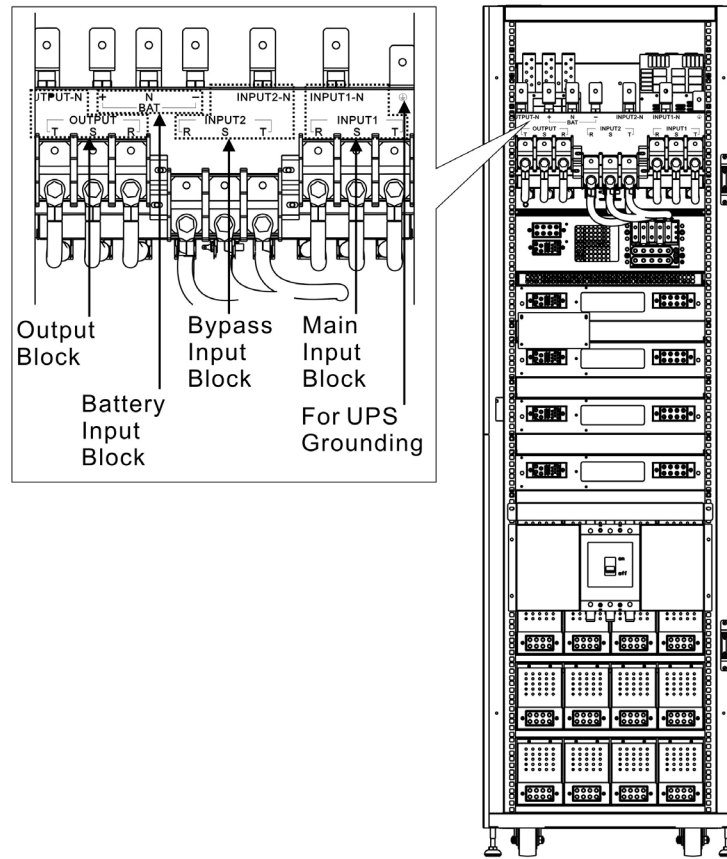 UTPUT-N + N - INPUT2-N INPUT1-N
BAT
OUTPUT INPUT2 INPUT1
T S R R S T R S T
Output
Block
Battery
Input
Block
Bypass
Input
Block
Main
Input
Block
For UPS
Grounding
UTPUT-N + N - INPUT2-N INPUT1-N
BAT
OUTPUT INPUT2 INPUT1
T S R R S T R S T
on
off